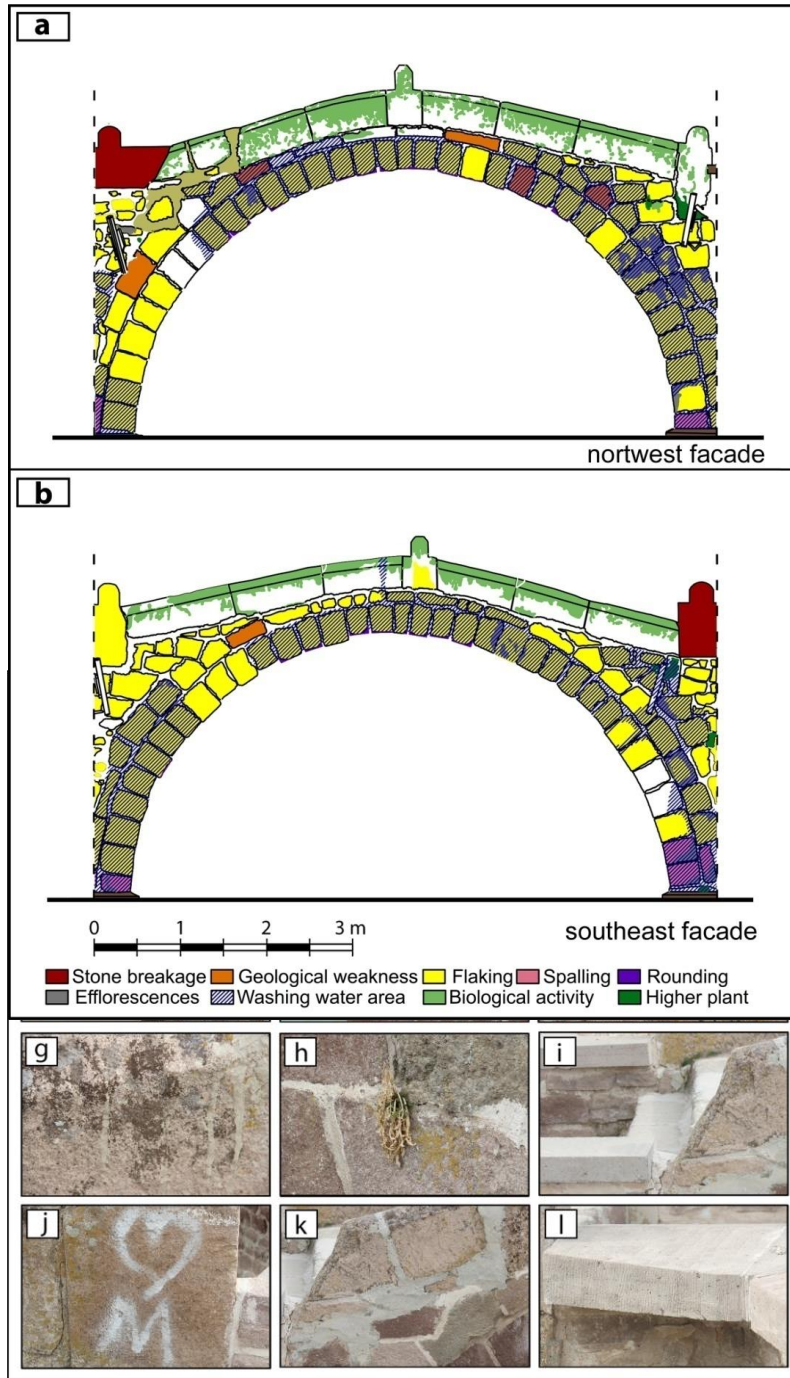 a
nortwest facade
b
0 1 2 3 m
southeast facade
Stone breakage Geological weakness Flaking Spalling Rounding
Efflorescences Washing water area Biological activity Higher plant
g h i
j k l
M